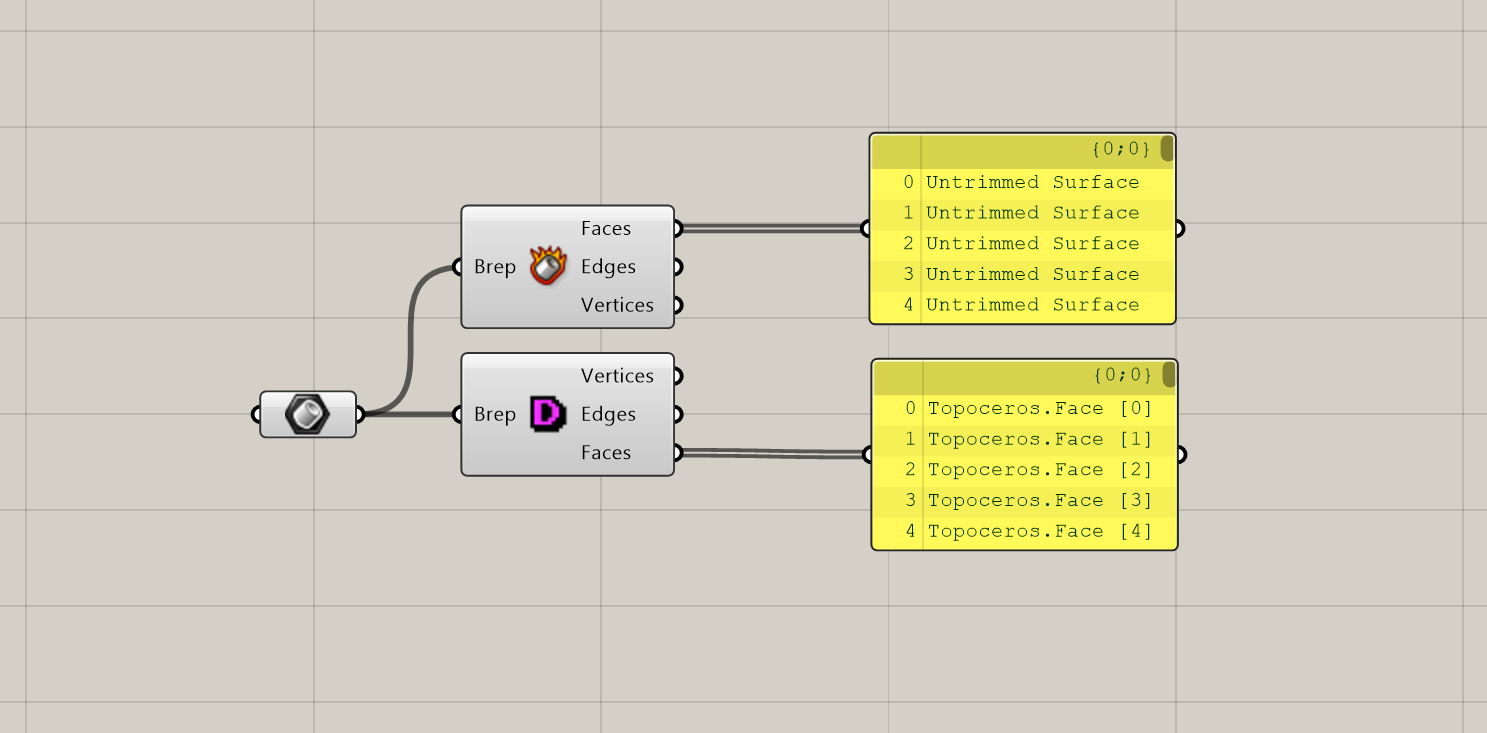 Brep
Faces
Edges
Vertices
{0;0}
0 Untrimmed Surface
1 Untrimmed Surface
2 Untrimmed Surface
3 Untrimmed Surface
4 Untrimmed Surface
Brep
D
Vertices
Edges
Faces
{0;0}
0 Topoceros.Face [0]
1 Topoceros.Face [1]
2 Topoceros.Face [2]
3 Topoceros.Face [3]
4 Topoceros.Face [4]